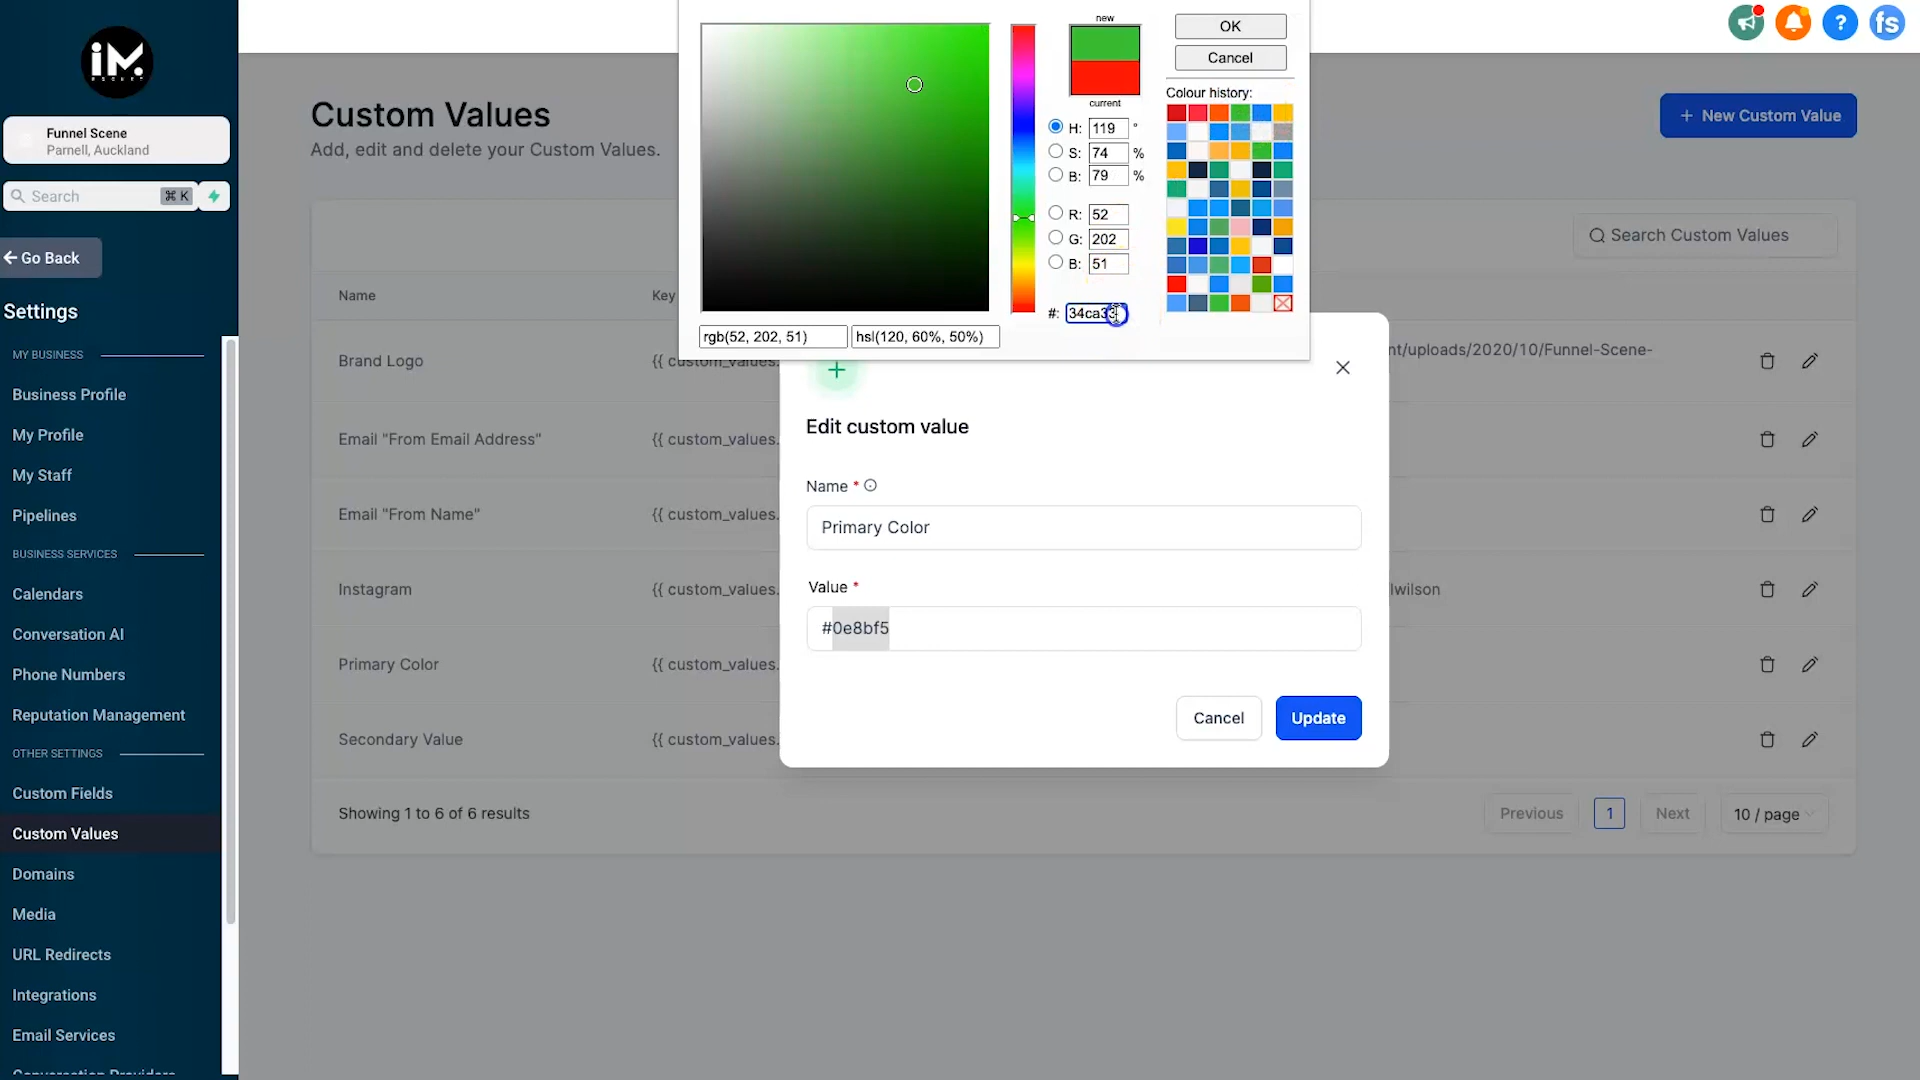 iM.
Funnel Scene
Parnell, Auckland
Search
⌘ K
Go Back
Settings
MY BUSINESS
Business Profile
My Profile
My Staff
Pipelines
BUSINESS SERVICES
Calendars
Conversation AI
Phone Numbers
Reputation Management
OTHER SETTINGS
Custom Fields
Custom Values
Domains
Media
URL Redirects
Integrations
Email Services
Conversation Providers
fs
?
Custom Values
Add, edit and delete your Custom Values.
+ New Custom Value
Search Custom Values
Name
Key
Brand Logo
{{ custom_values.
nt/uploads/2020/10/Funnel-Scene-
Email "From Email Address"
{{ custom_values.
Email "From Name"
{{ custom_values.
Instagram
{{ custom_values.
lwilson
Primary Color
{{ custom_values.
Secondary Value
{{ custom_values.
Showing 1 to 6 of 6 results
Previous
1
Next
10 / page
new
current
OK
Cancel
Colour history:
H: 119 °
S: 74 %
B: 79 %
R: 52
G: 202
B: 51
#: 34ca33
rgb(52, 202, 51)
hsl(120, 60%, 50%)
Edit custom value
Name *
Primary Color
Value *
#0e8bf5
Cancel
Update